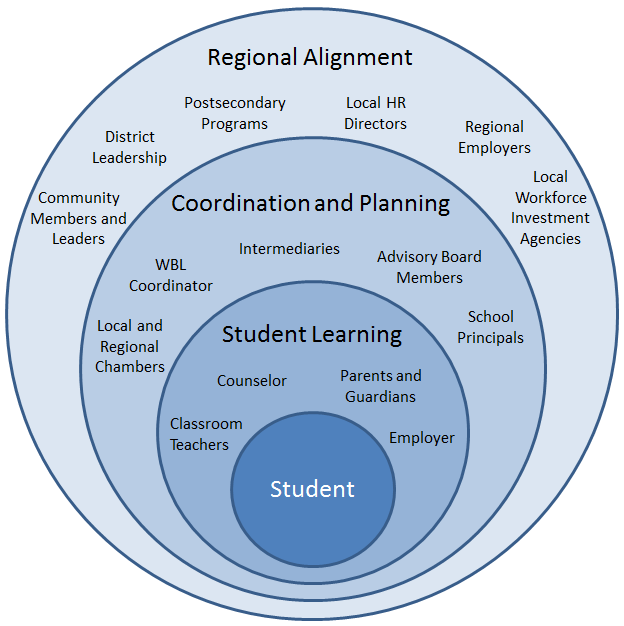 Regional Alignment
Postsecondary
Programs
Local HR
Directors
District
Leadership
Regional
Employers
Community
Members and
Leaders
Local
Workforce
Investment
Agencies
Coordination and Planning
Intermediaries
WBL
Coordinator
Advisory Board
Members
Local and
Regional
Chambers
School
Principals
Student Learning
Counselor
Parents and
Guardians
Classroom
Teachers
Employer
Student